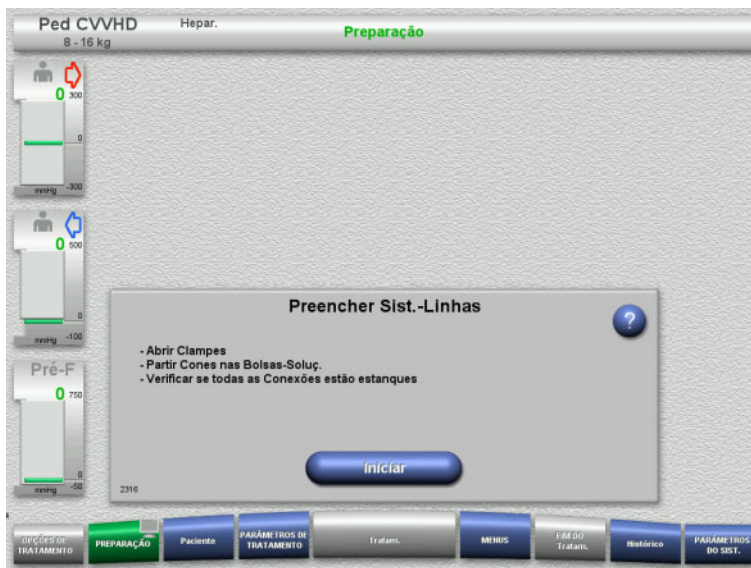 Ped CVVHD
Hepar.
Preparação
8 - 16 kg
0 300
0
mmHg -300
0 500
0
mmHg -100
Pré-F
0 750
0
mmHg -50
Preencher Sist.-Linhas
?
- Abrir Clampes
- Partir Cones nas Bolsas-Soluç.
- Verificar se todas as Conexões estão estanques
Iniciar
2316
OPÇÕES DE
TRATAMENTO
PREPARAÇÃO
Paciente
PARÂMETROS DE
TRATAMENTO
Tratam.
MENUS
FIM DO
Tratam.
Histórico
PARÂMETROS
DO SIST.